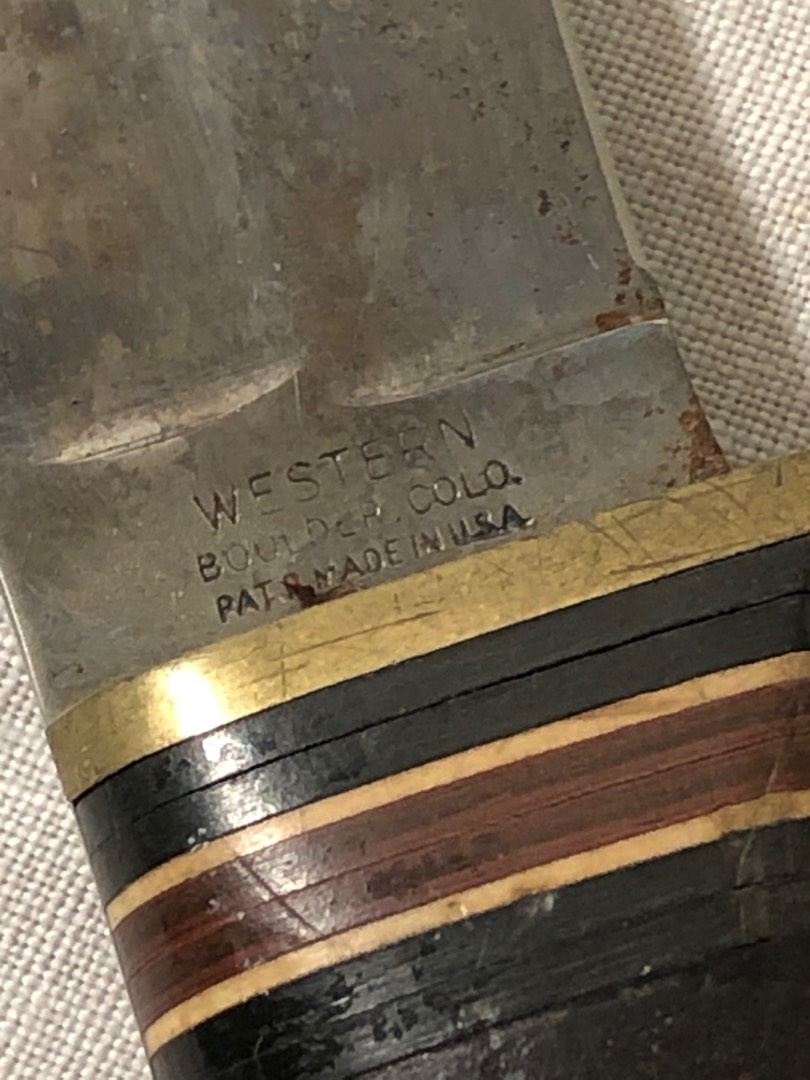 WESTERN
BOULDER, COLO.
PAT'S. MADE IN U.S.A.